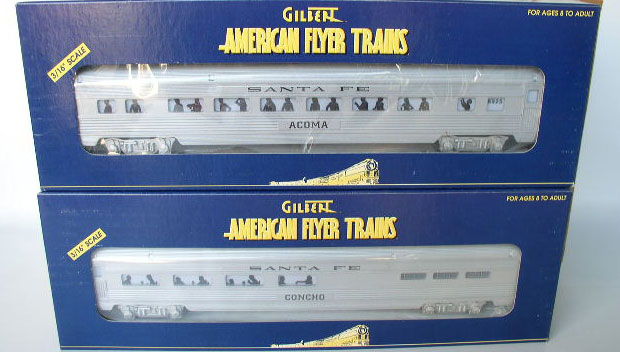 GILBERT
AMERICAN FLYER TRAINS
FOR AGES 8 TO ADULT
3/16" SCALE
SANTA FE
ACOMA
GILBERT
AMERICAN FLYER TRAINS
FOR AGES 8 TO ADULT
3/16" SCALE
SANTA FE
CONCHO